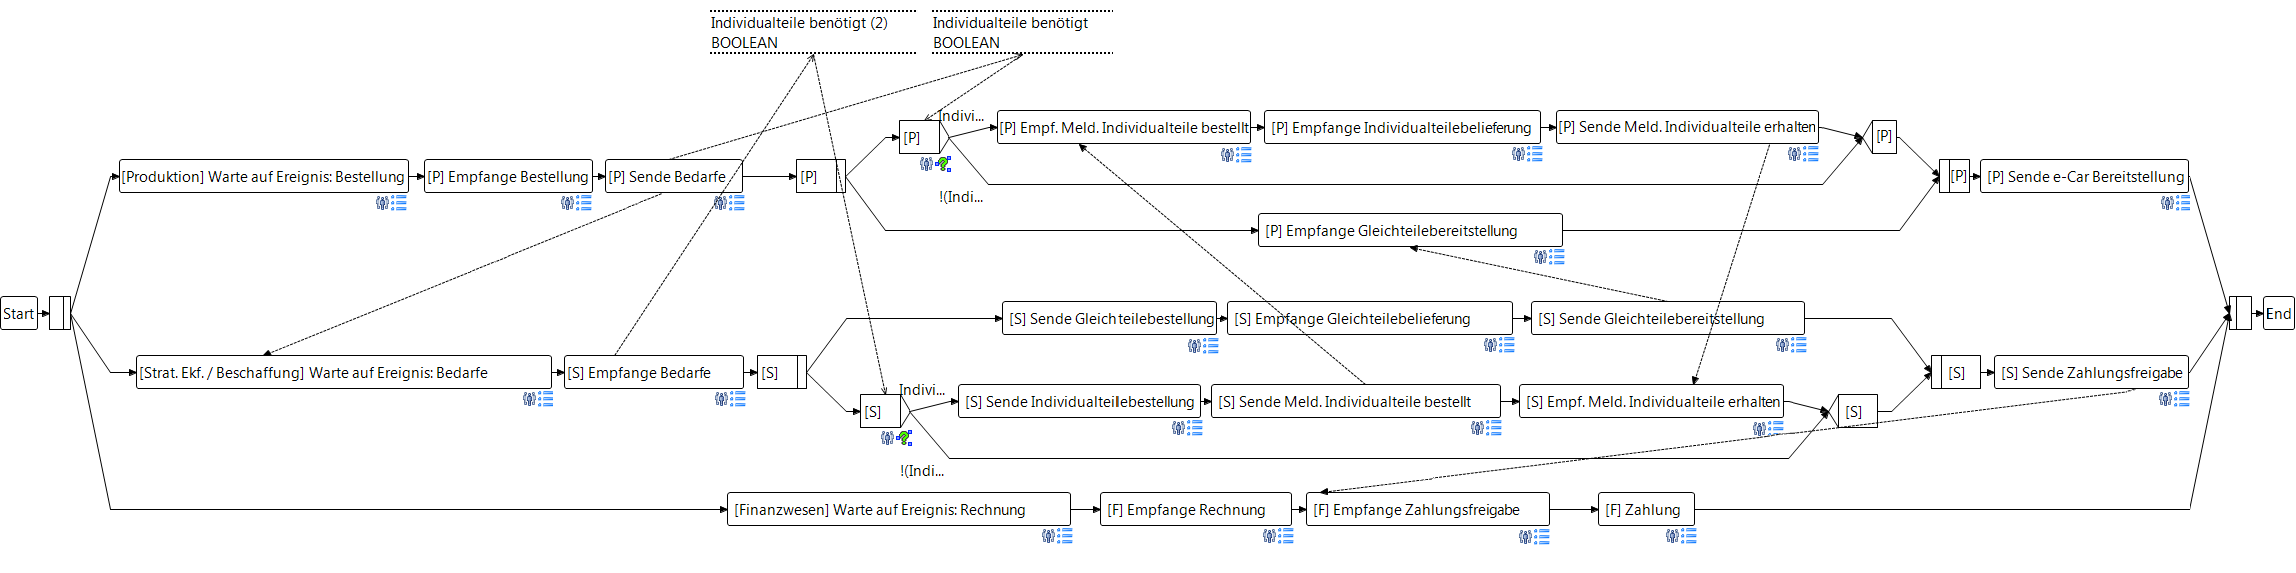 Individualteile benötigt (2)
BOOLEAN
Individualteile benötigt
BOOLEAN
Indivi...
[P]
[P] Empf. Meld. Individualteile bestellt
[P] Empfange Individualteilebelieferung
[P] Sende Meld. Individualteile erhalten
[P]
[Produktion] Warte auf Ereignis: Bestellung
[P] Empfange Bestellung
[P] Sende Bedarfe
[P]
!(Indi...
[P]
[P] Sende e-Car Bereitstellung
[P] Empfange Gleichteilebereitstellung
Start
[S] Sende Gleichteilebestellung
[S] Empfange Gleichteilebelieferung
[S] Sende Gleichteilebereitstellung
End
[Strat. Ekf. / Beschaffung] Warte auf Ereignis: Bedarfe
[S] Empfange Bedarfe
[S]
[S]
[S] Sende Zahlungsfreigabe
Indivi...
[S]
[S] Sende Individualteilebestellung
[S] Sende Meld. Individualteile bestellt
[S] Empf. Meld. Individualteile erhalten
[S]
!(Indi...
[Finanzwesen] Warte auf Ereignis: Rechnung
[F] Empfange Rechnung
[F] Empfange Zahlungsfreigabe
[F] Zahlung